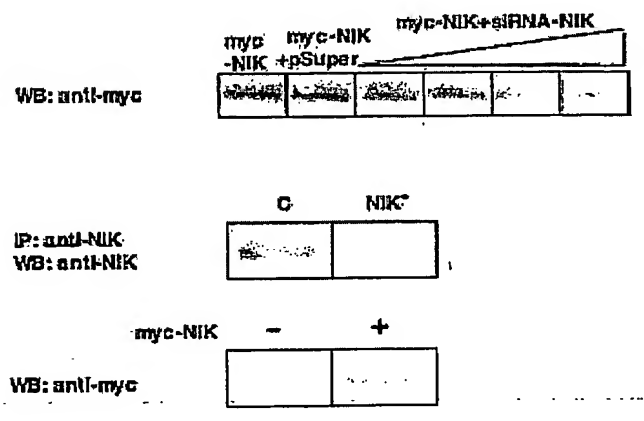 myc -NIK
myc-NIK +pSuper
myc-NIK+siRNA-NIK
WB: anti-myc
C
NIK-
IP: anti-NIK
WB: anti-NIK
myc-NIK
-
+
WB: anti-myc